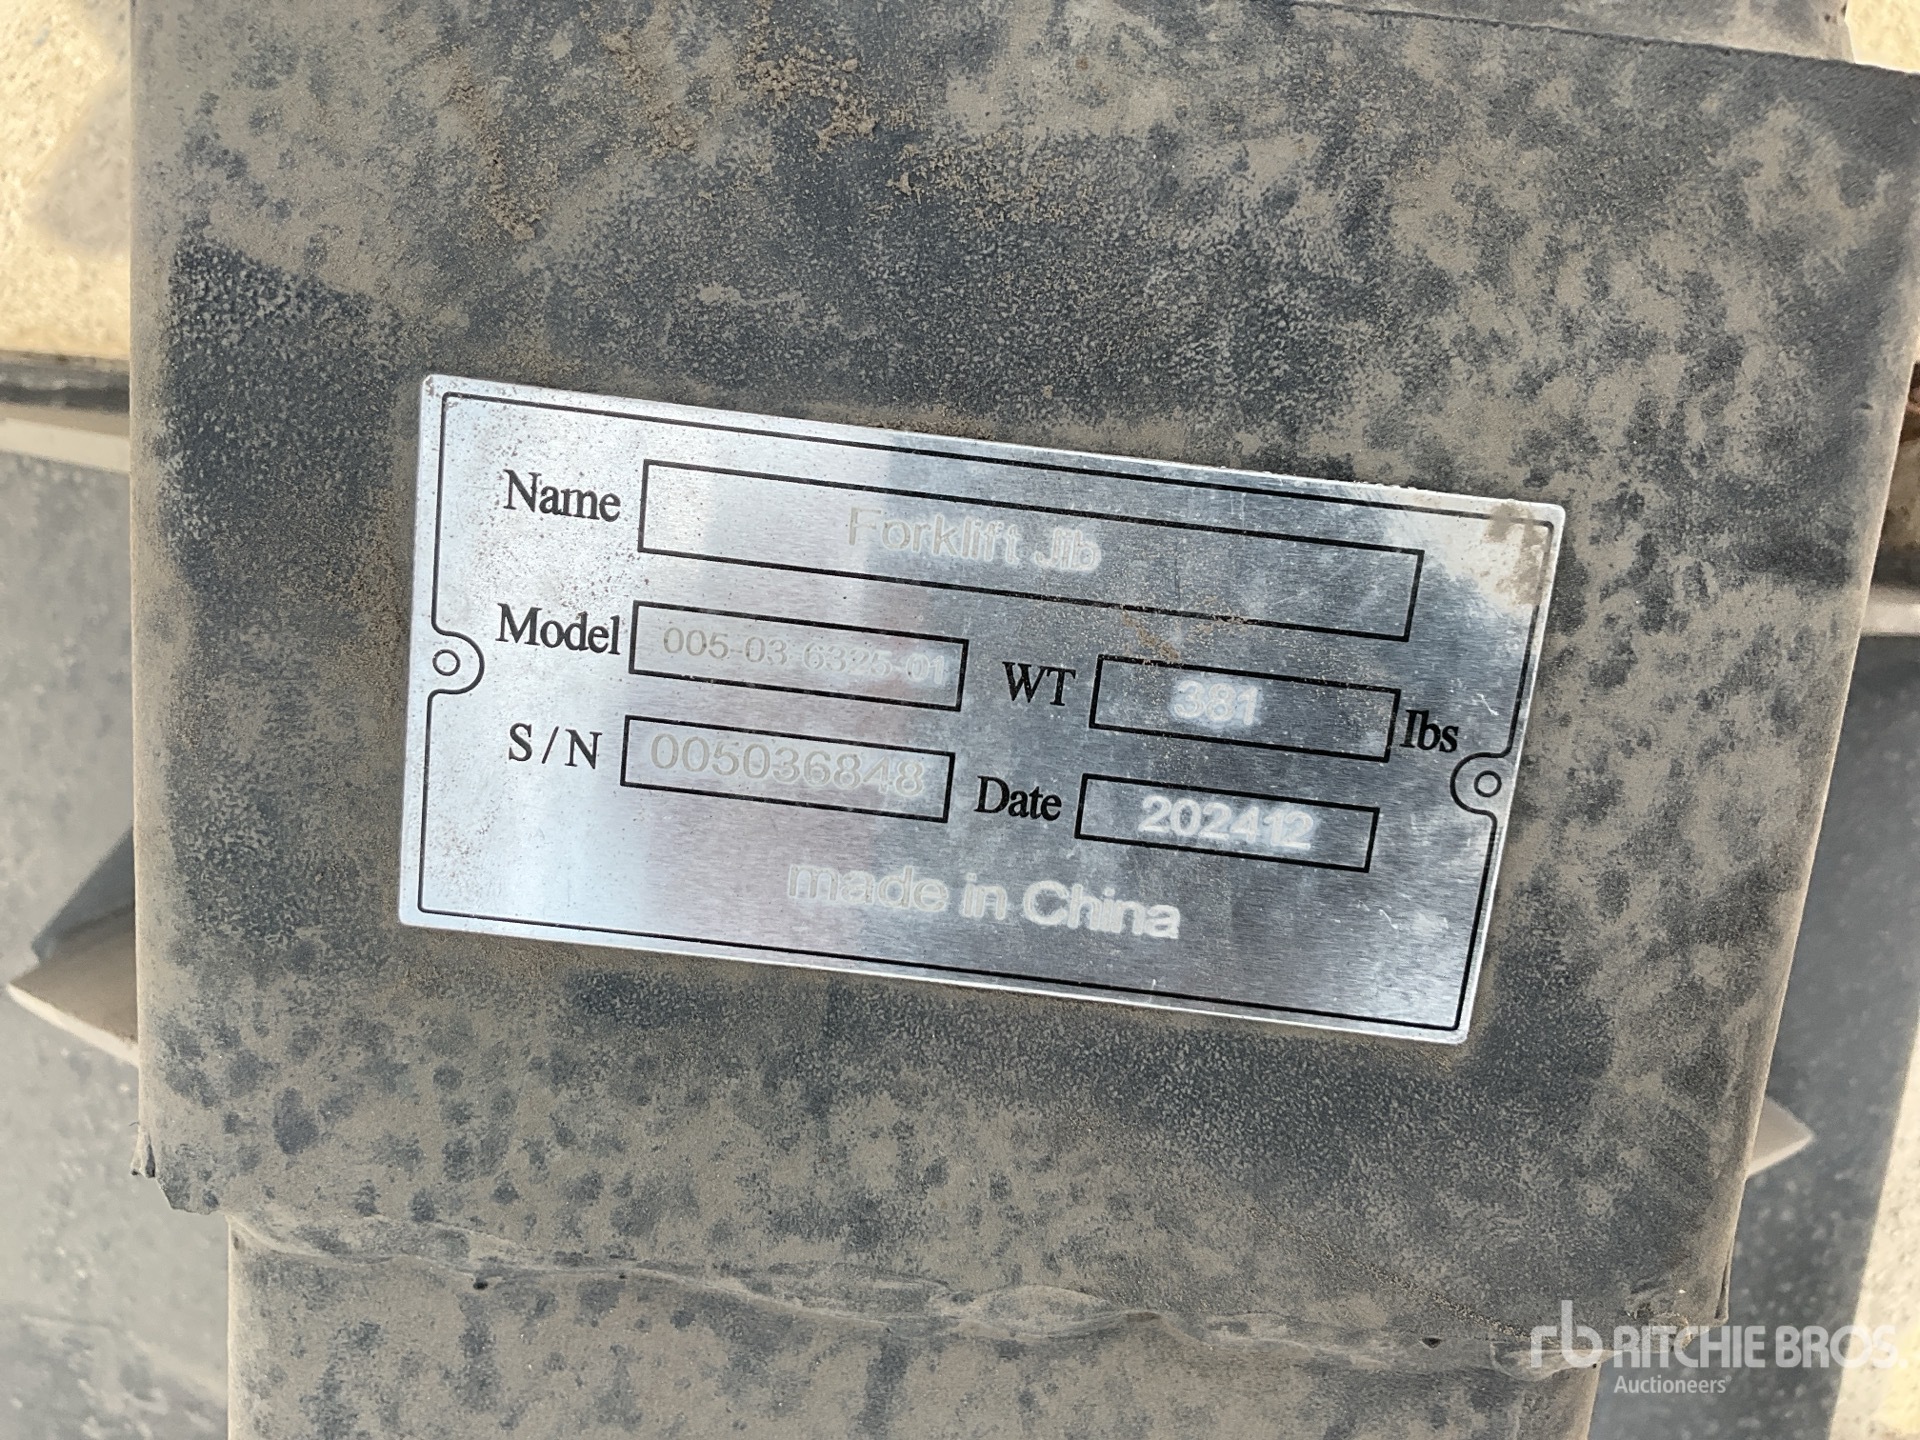 Name Forklift Jib
Model 005-03-6325-01 WT 381 lbs
S/N 005036848 Date 202412
made in China
rb RITCHIE BROS.
Auctioneers